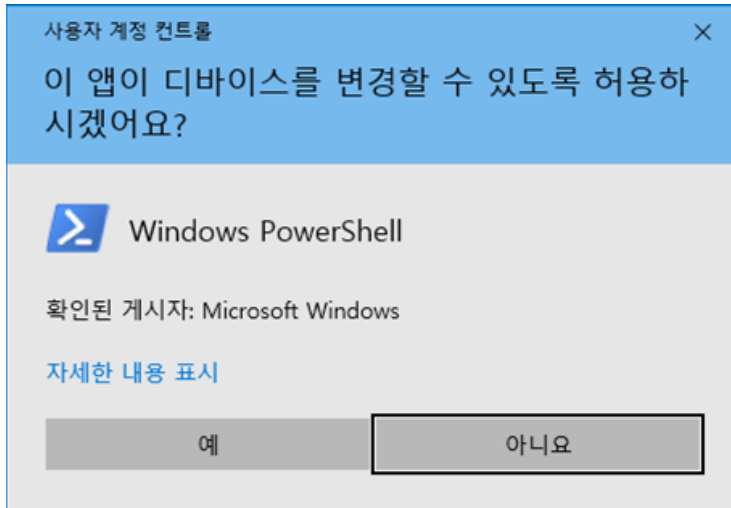 사용자 계정 컨트롤
이 앱이 디바이스를 변경할 수 있도록 허용하
시겠어요?
Windows PowerShell
확인된 게시자: Microsoft Windows
자세한 내용 표시
예
아니요